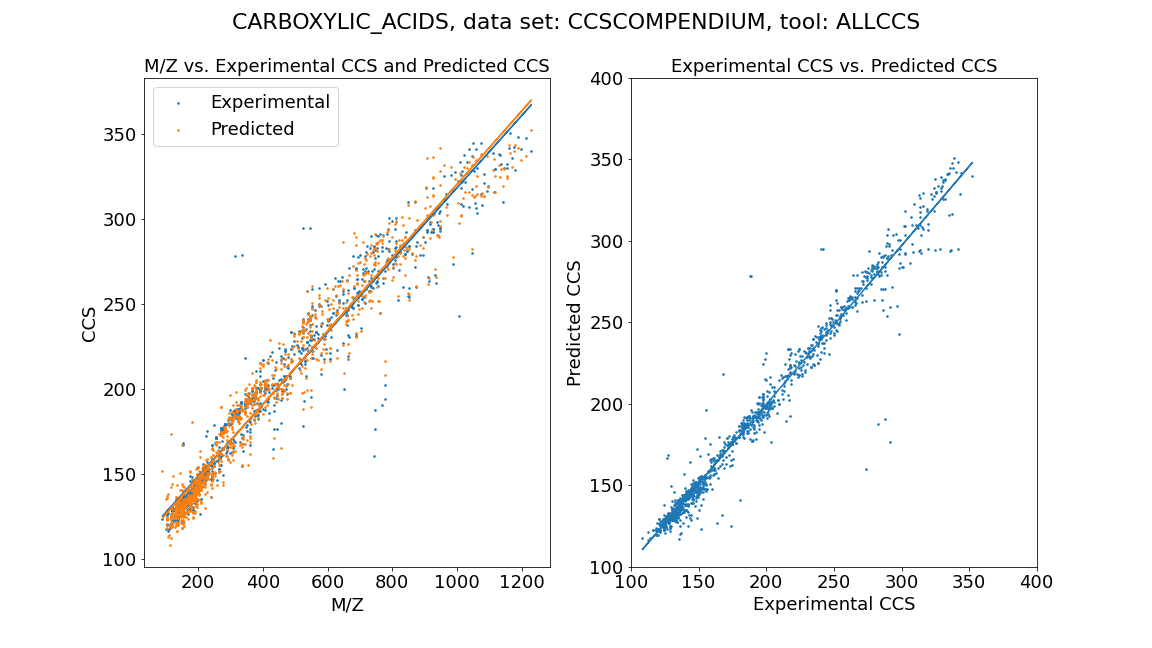 CARBOXYLIC_ACIDS, data set: CCSCOMPENDIUM, tool: ALLCCS
M/Z vs. Experimental CCS and Predicted CCS
Experimental
Predicted
CCS
350
300
250
200
150
100
200 400 600 800 1000 1200
M/Z
Experimental CCS vs. Predicted CCS
Predicted CCS
400
350
300
250
200
150
100
100 150 200 250 300 350 400
Experimental CCS